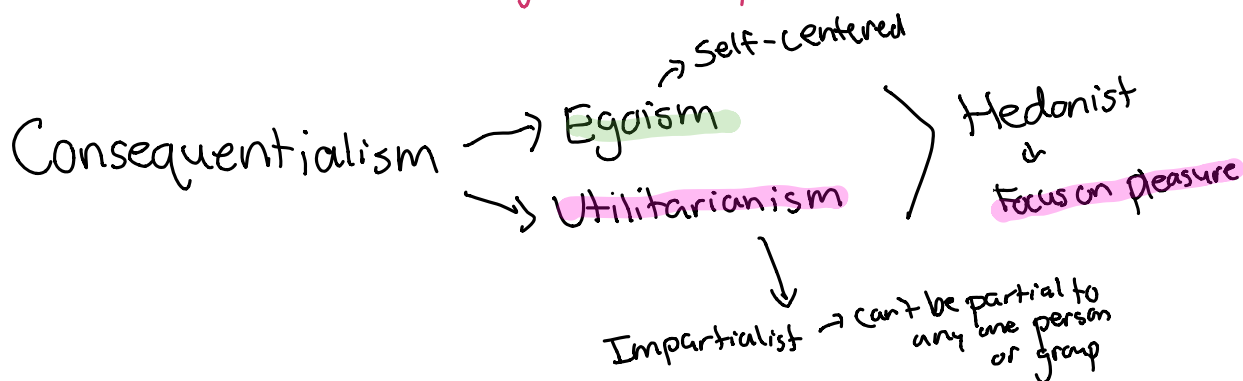 Self-centered
Egoism
Hedonist
Consequentialism
Utilitarianism
Focus on pleasure
Impartialist
can't be partial to
any one person
or group